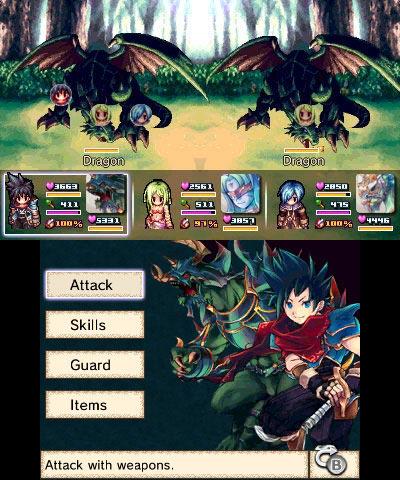 Dragon Dragon
3663 2561 2850
411 511 475
100% 5331 97% 3857 100% 4446
Attack
Skills
Guard
Items
Attack with weapons.
B